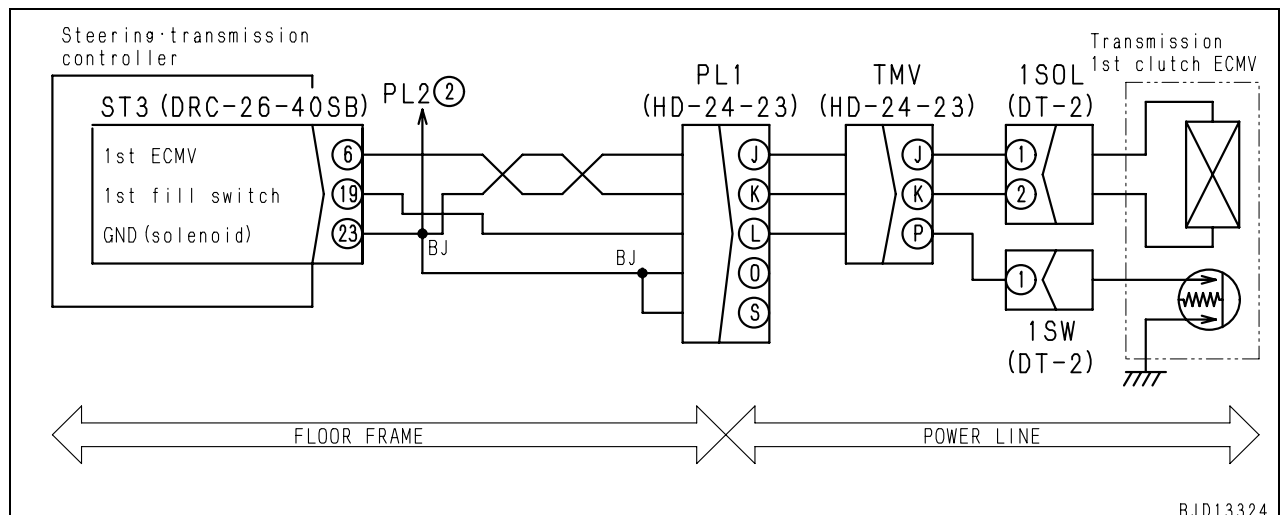 Steering·transmission
controller
ST3 (DRC-26-40SB)
1st ECMV
1st fill switch
GND (solenoid)
6
19
23
PL2 2
BJ
BJ
PL1
(HD-24-23)
J
K
L
O
S
TMV
(HD-24-23)
J
K
P
1SOL
(DT-2)
1
2
1
1SW
(DT-2)
Transmission
1st clutch ECMV
FLOOR FRAME
POWER LINE
BJD13324